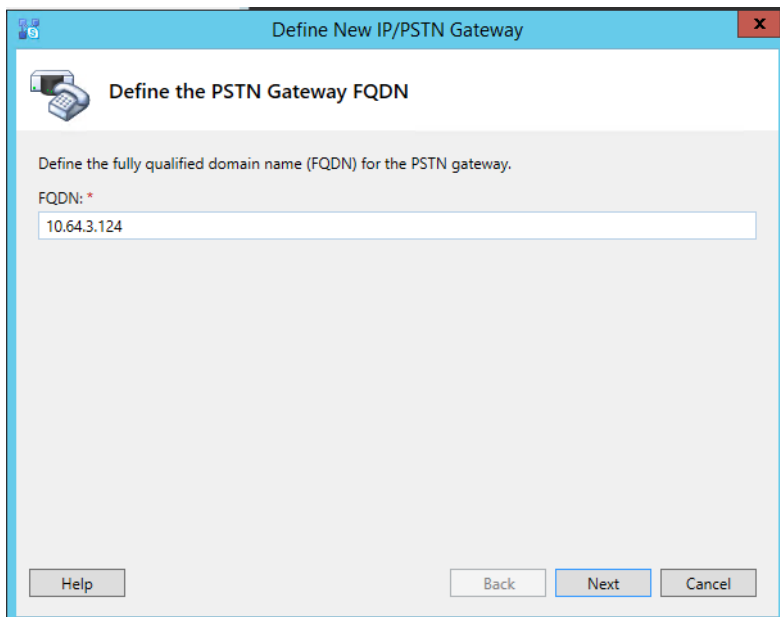 Define New IP/PSTN Gateway
x
Define the PSTN Gateway FQDN
Define the fully qualified domain name (FQDN) for the PSTN gateway.
FQDN: *
10.64.3.124
Help
Back
Next
Cancel